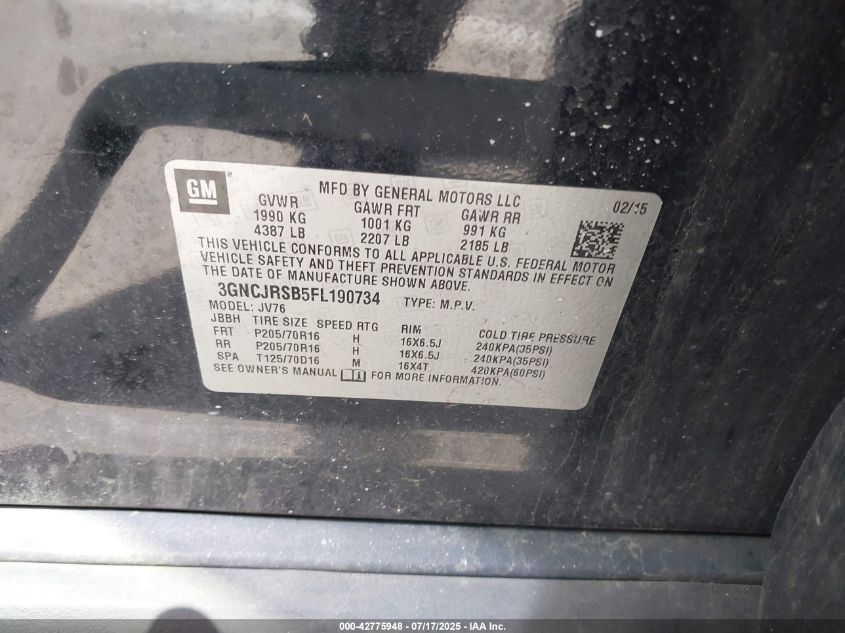 GM
MFD BY GENERAL MOTORS LLC 02/15
GVWR GAWR FRT GAWR RR
1990 KG 1001 KG 991 KG
4387 LB 2207 LB 2185 LB
THIS VEHICLE CONFORMS TO ALL APPLICABLE U.S. FEDERAL MOTOR
VEHICLE SAFETY AND THEFT PREVENTION STANDARDS IN EFFECT ON
THE DATE OF MANUFACTURE SHOWN ABOVE.
3GNCJRSB5FL190734 TYPE: M.P.V.
MODEL: JV76
JBBH TIRE SIZE SPEED RTG RIM COLD TIRE PRESSURE
FRT P205/70R16 H 16X6.5J 240KPA(35PSI)
RR P205/70R16 H 16X6.5J 240KPA(35PSI)
SPA T125/70D16 M 16X4T 420KPA(60PSI)
SEE OWNER'S MANUAL FOR MORE INFORMATION.
000-42775948 - 07/17/2025 - IAA Inc.